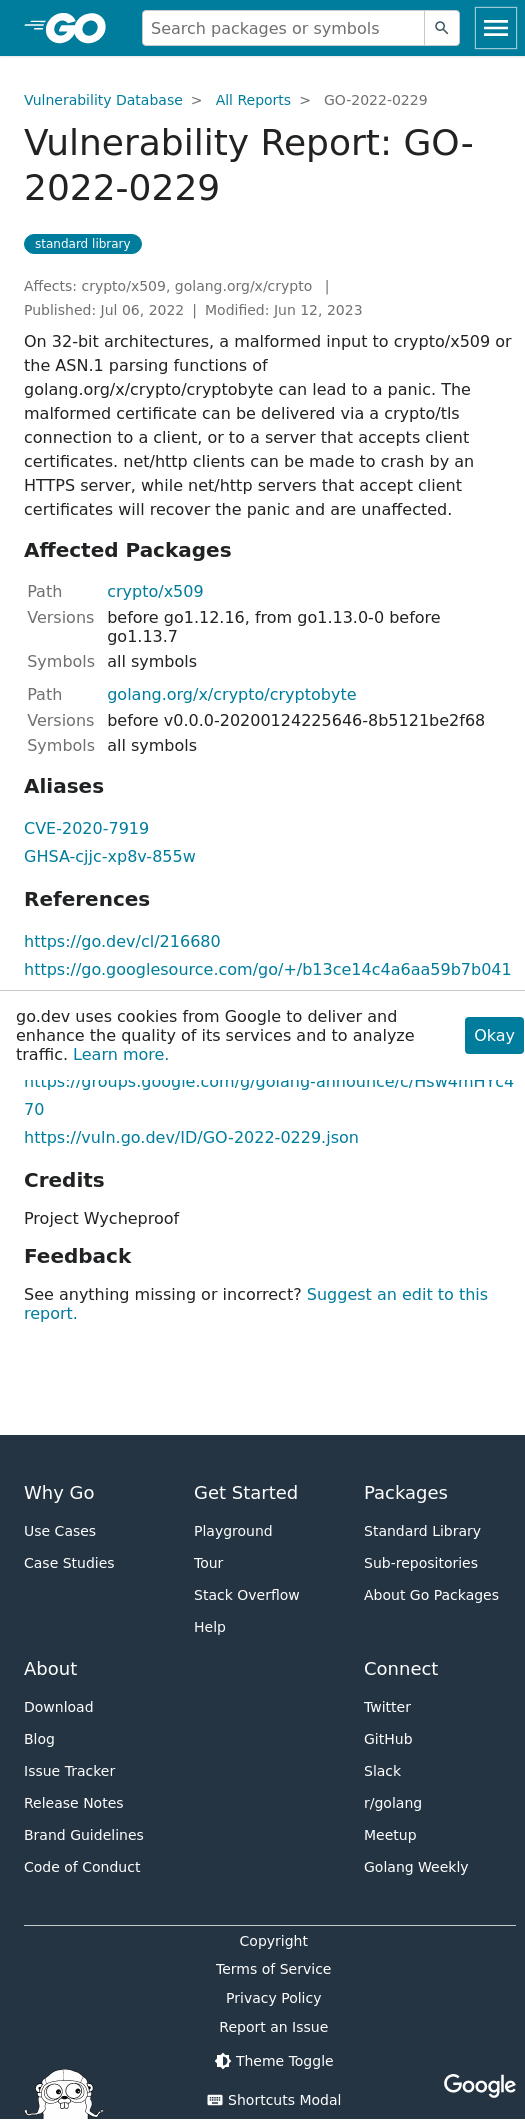 GO
Search packages or symbols
Vulnerability Database > All Reports > GO-2022-0229
Vulnerability Report: GO-
2022-0229
standard library
Affects: crypto/x509, golang.org/x/crypto |
Published: Jul 06, 2022 | Modified: Jun 12, 2023
On 32-bit architectures, a malformed input to crypto/x509 or
the ASN.1 parsing functions of
golang.org/x/crypto/cryptobyte can lead to a panic. The
malformed certificate can be delivered via a crypto/tls
connection to a client, or to a server that accepts client
certificates. net/http clients can be made to crash by an
HTTPS server, while net/http servers that accept client
certificates will recover the panic and are unaffected.
Affected Packages
Path crypto/x509
Versions before go1.12.16, from go1.13.0-0 before
go1.13.7
Symbols all symbols
Path golang.org/x/crypto/cryptobyte
Versions before v0.0.0-20200124225646-8b5121be2f68
Symbols all symbols
Aliases
CVE-2020-7919
GHSA-cjjc-xp8v-855w
References
https://go.dev/cl/216680
https://go.googlesource.com/go/+/b13ce14c4a6aa59b7b041
go.dev uses cookies from Google to deliver and
enhance the quality of its services and to analyze
traffic. Learn more.
Okay
https://groups.google.com/g/golang-announce/c/Hsw4mHYc4
70
https://vuln.go.dev/ID/GO-2022-0229.json
Credits
Project Wycheproof
Feedback
See anything missing or incorrect? Suggest an edit to this
report.
Why Go
Use Cases
Case Studies
Get Started
Playground
Tour
Stack Overflow
Help
Packages
Standard Library
Sub-repositories
About Go Packages
About
Download
Blog
Issue Tracker
Release Notes
Brand Guidelines
Code of Conduct
Connect
Twitter
GitHub
Slack
r/golang
Meetup
Golang Weekly
Copyright
Terms of Service
Privacy Policy
Report an Issue
Theme Toggle
Shortcuts Modal
Google